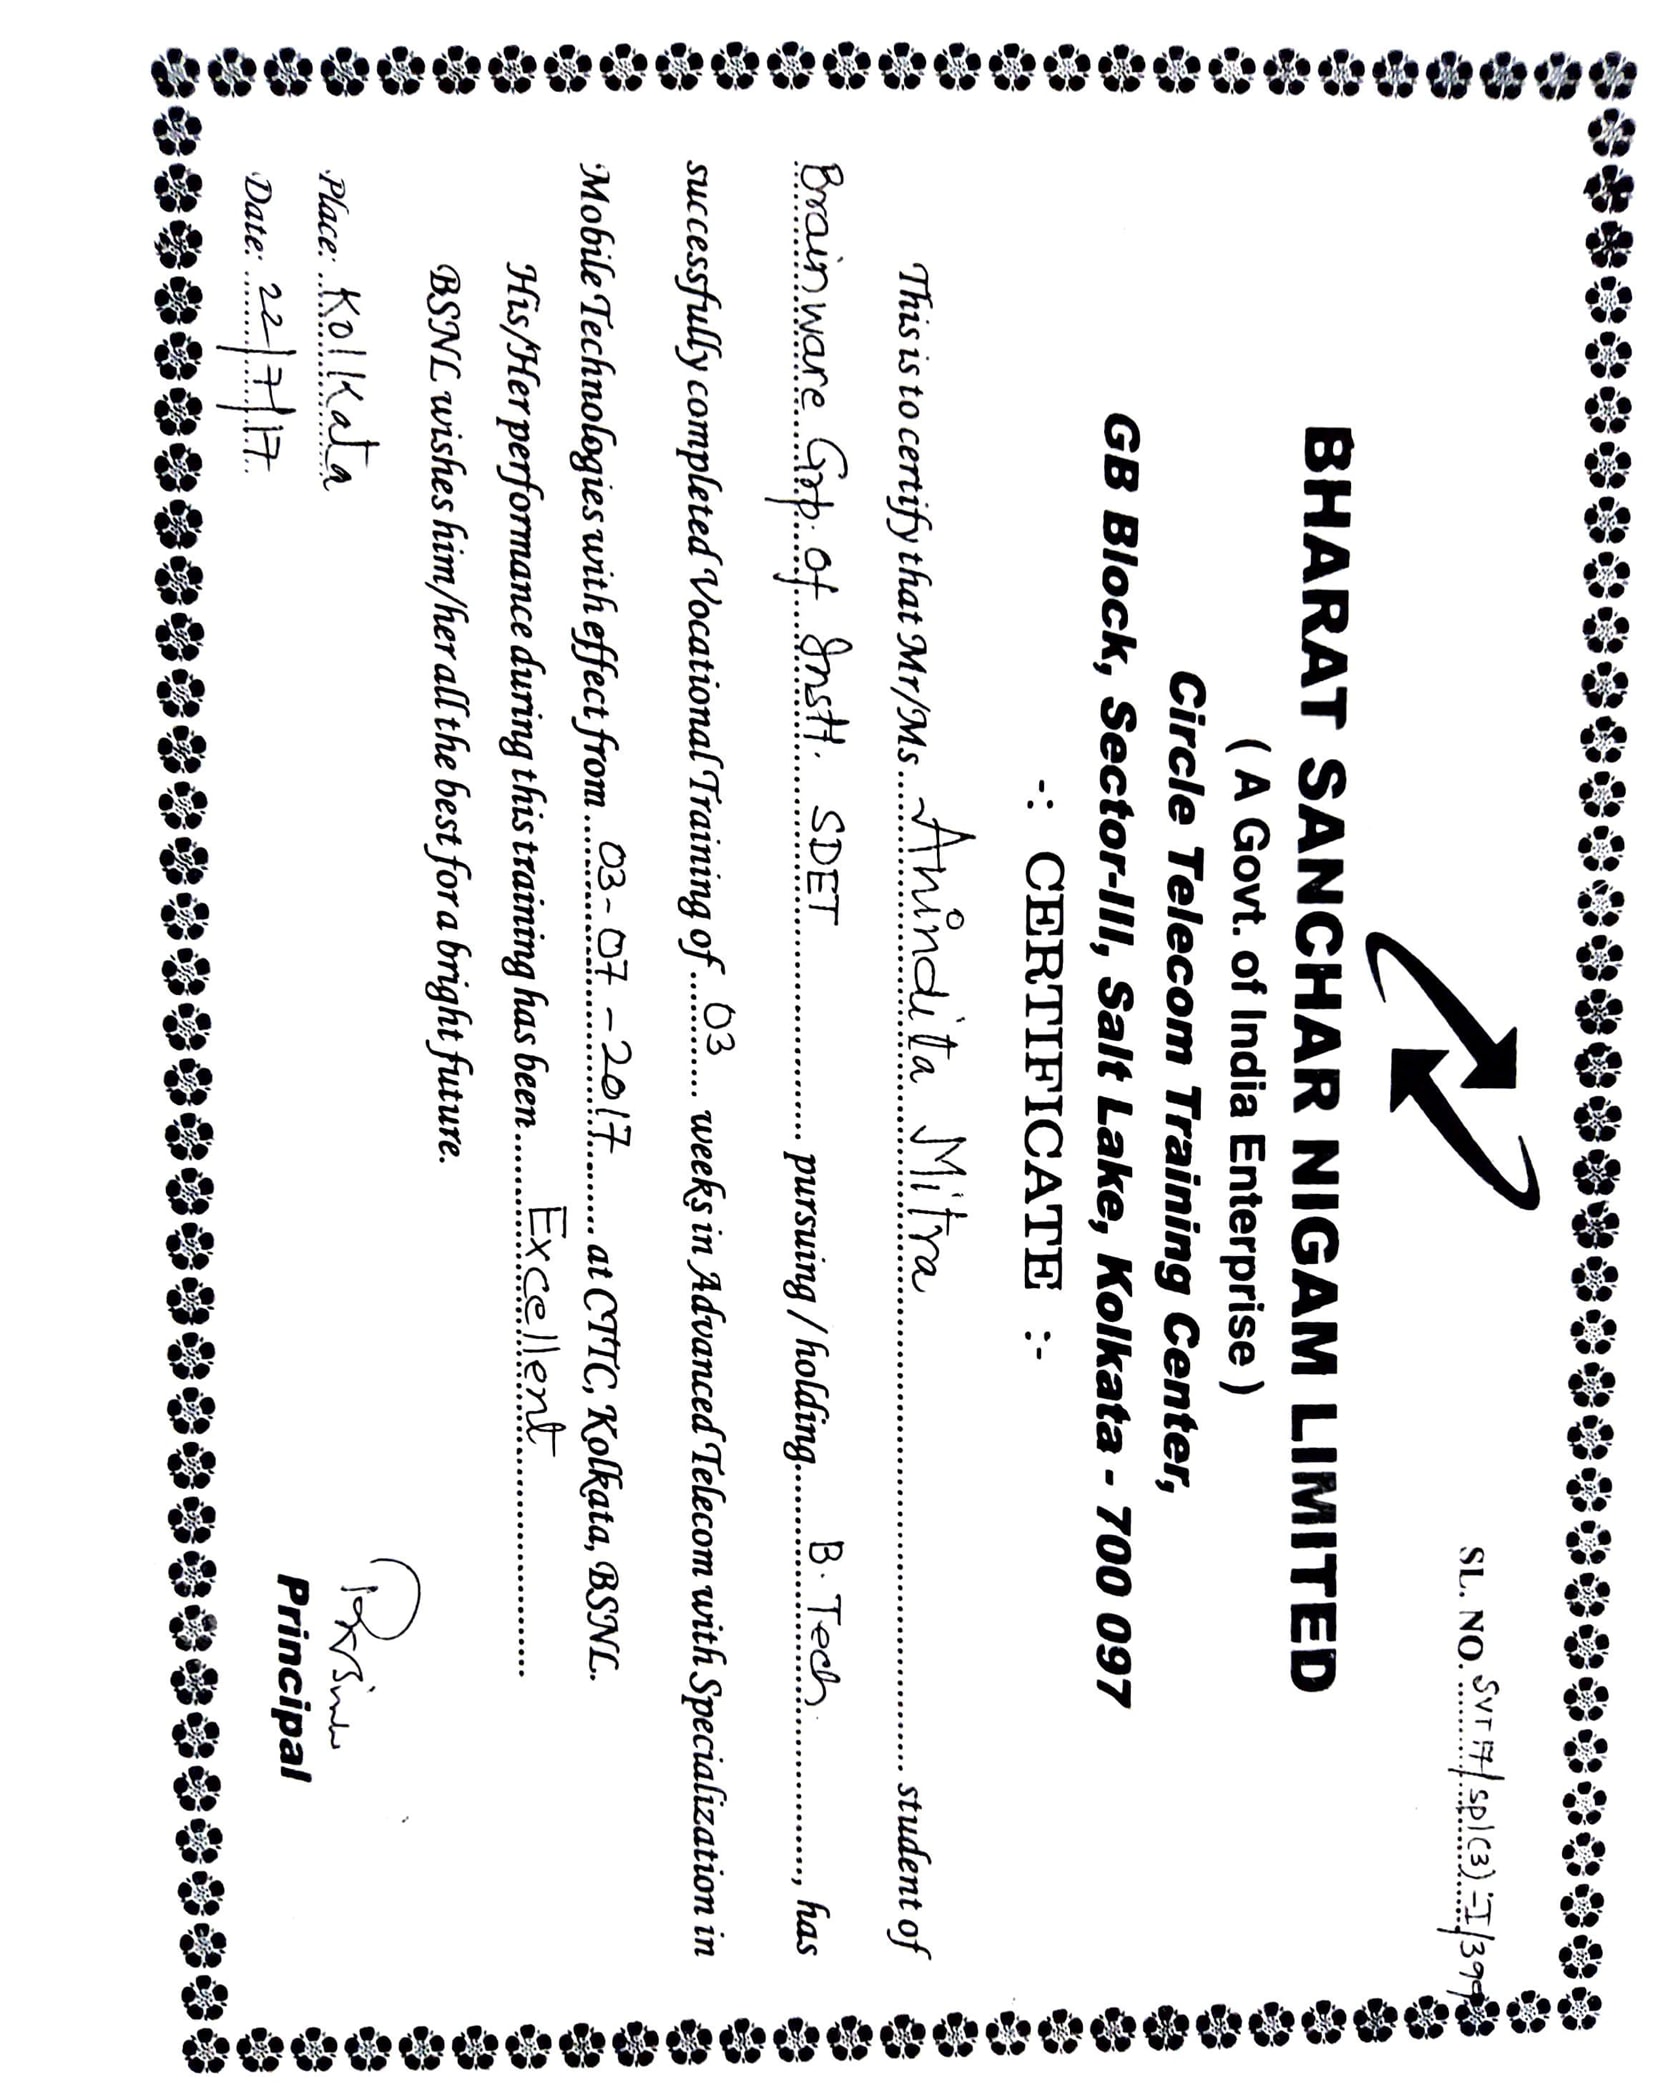 SL. NO. SVT17/Spl(3)-I/399
BHARAT SANCHAR NIGAM LIMITED
( A Govt. of India Enterprise )
Circle Telecom Training Center,
GB Block, Sector-III, Salt Lake, Kolkata - 700 097
-: CERTIFICATE :-
This is to certify that Mr/Ms. Anindita Mitra student of
Brainware Grp. of Instt. SDET pursuing / holding B. Tech, has
successfully completed Vocational Training of 03 weeks in Advanced Telecom with Specialization in
Mobile Technologies with effect from 03-07-2017 at CTTC, Kolkata, BSNL.
His/Her performance during this training has been Excellent
BSNL wishes him/her all the best for a bright future.
Place: Kolkata
Date: 22/7/17
Principal